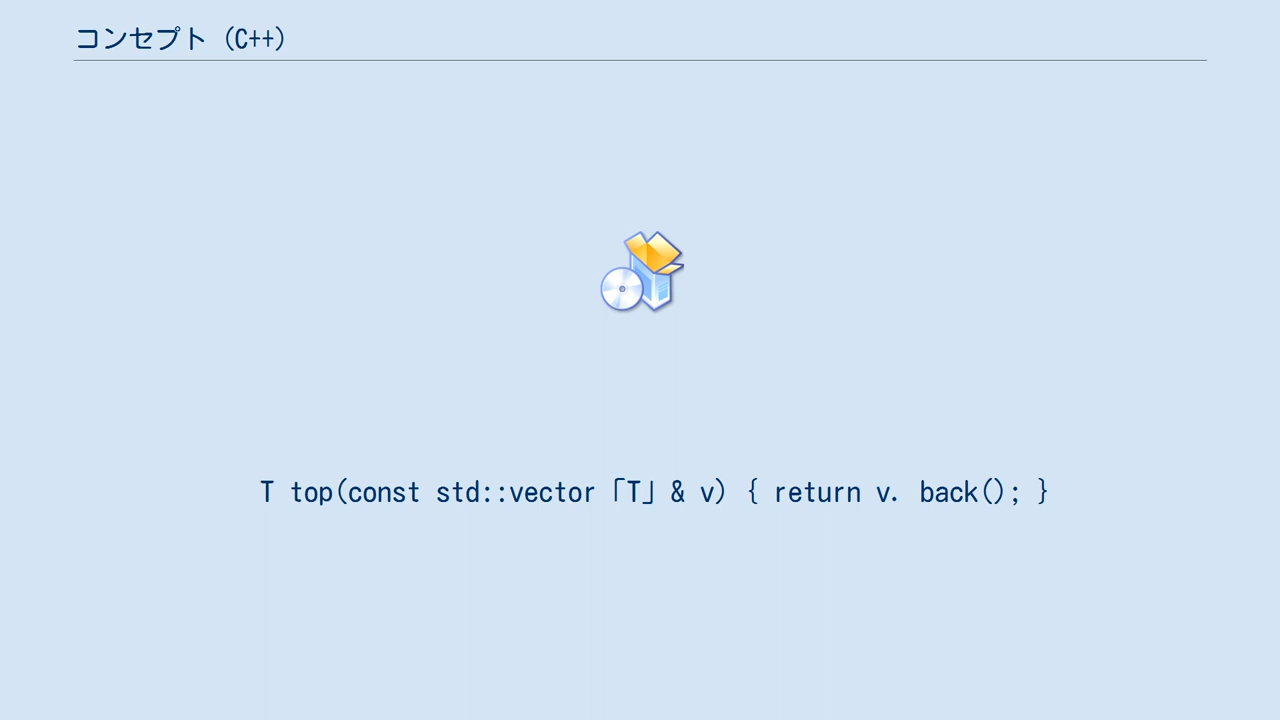 コンセプト (C++)
T top(const std::vector「T」& v) { return v. back(); }